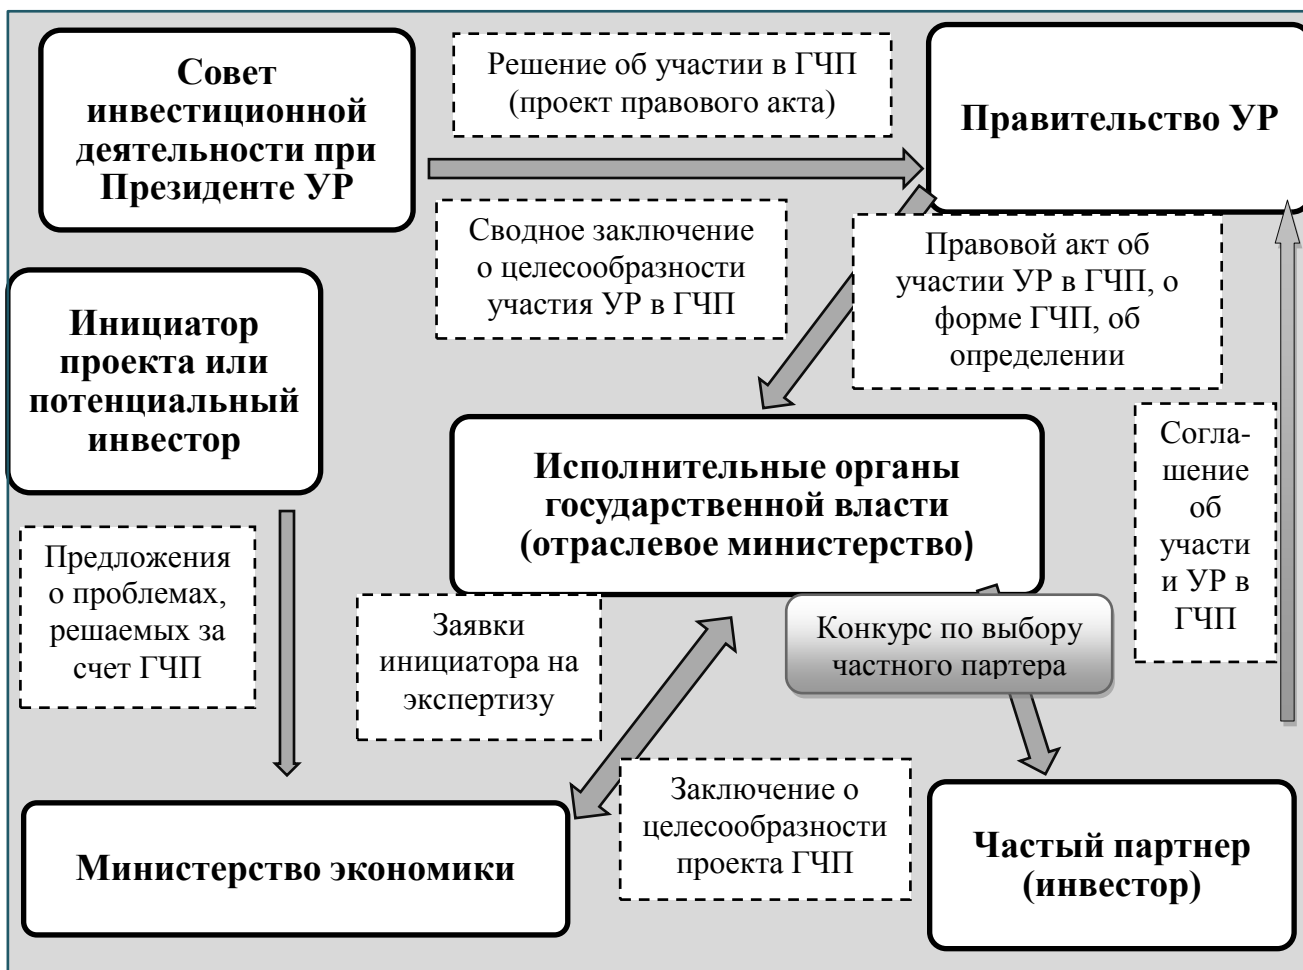 Совет
инвестиционной
деятельности при
Президенте УР
Решение об участии в ГЧП
(проект правового акта)
Правительство УР
Сводное заключение
о целесообразности
участия УР в ГЧП
Правовой акт об
участии УР в ГЧП, о
форме ГЧП, об
определении
Инициатор
проекта или
потенциальный
инвестор
Исполнительные органы
государственной власти
(отраслевое министерство)
Согла-
шение
об
участи
и УР в
ГЧП
Предложения
о проблемах,
решаемых за
счет ГЧП
Заявки
инициатора на
экспертизу
Конкурс по выбору
частного партера
Заключение о
целесообразности
проекта ГЧП
Министерство экономики
Частый партнер
(инвестор)